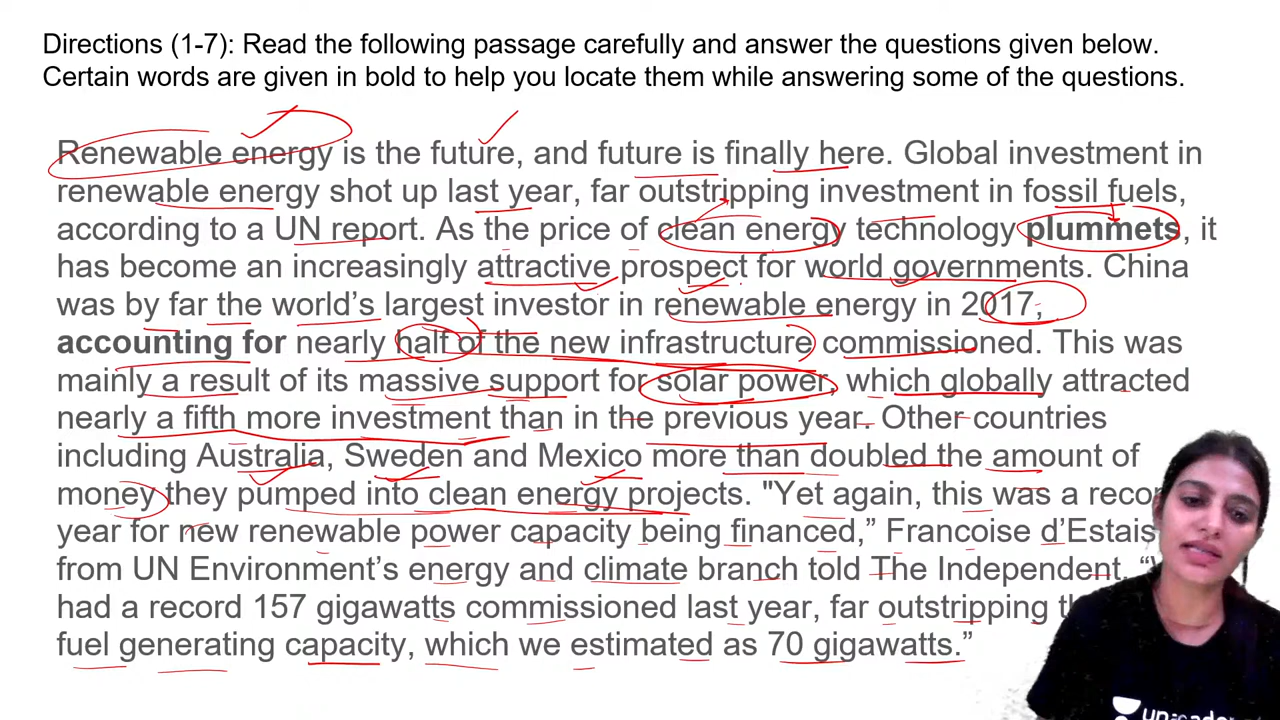 Directions (1-7): Read the following passage carefully and answer the questions given below.
Certain words are given in bold to help you locate them while answering some of the questions.
Renewable energy is the future, and future is finally here. Global investment in
renewable energy shot up last year, far outstripping investment in fossil fuels,
according to a UN report. As the price of clean energy technology plummets, it
has become an increasingly attractive prospect for world governments. China
was by far the world's largest investor in renewable energy in 2017,
accounting for nearly half of the new infrastructure commissioned. This was
mainly a result of its massive support for solar power, which globally attracted
nearly a fifth more investment than in the previous year. Other countries
including Australia, Sweden and Mexico more than doubled the amount of
money they pumped into clean energy projects. "Yet again, this was a
year for new renewable power capacity being financed," Francoise d'Estais
from UN Environment's energy and climate branch told The Independent.
had a record 157 gigawatts commissioned last year, far outstripping
fuel generating capacity, which we estimated as 70 gigawatts."